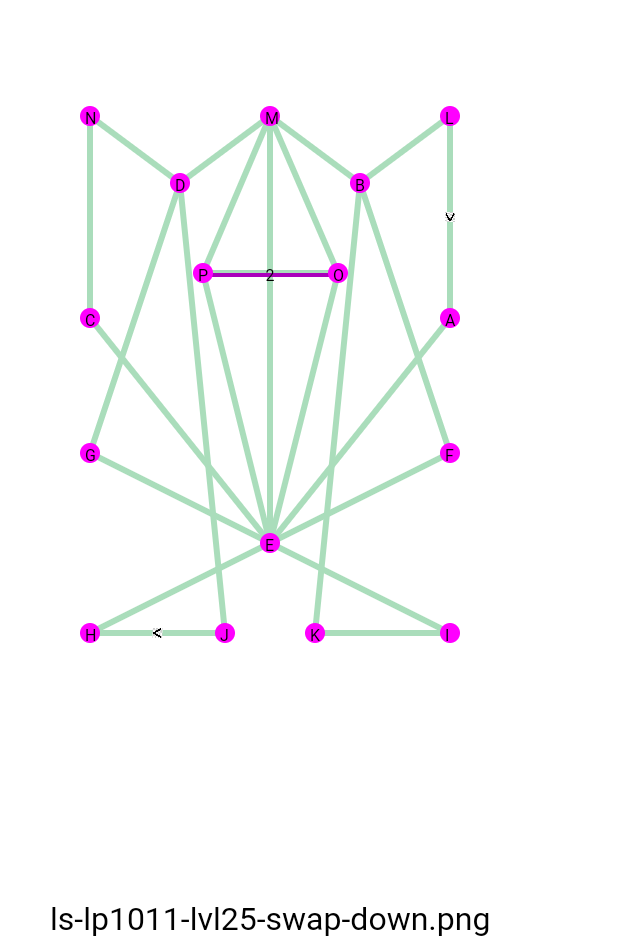 N M L
D B
P 2 O
C A
G F
E
H < J K I
ls-lp1011-lvl25-swap-down.png